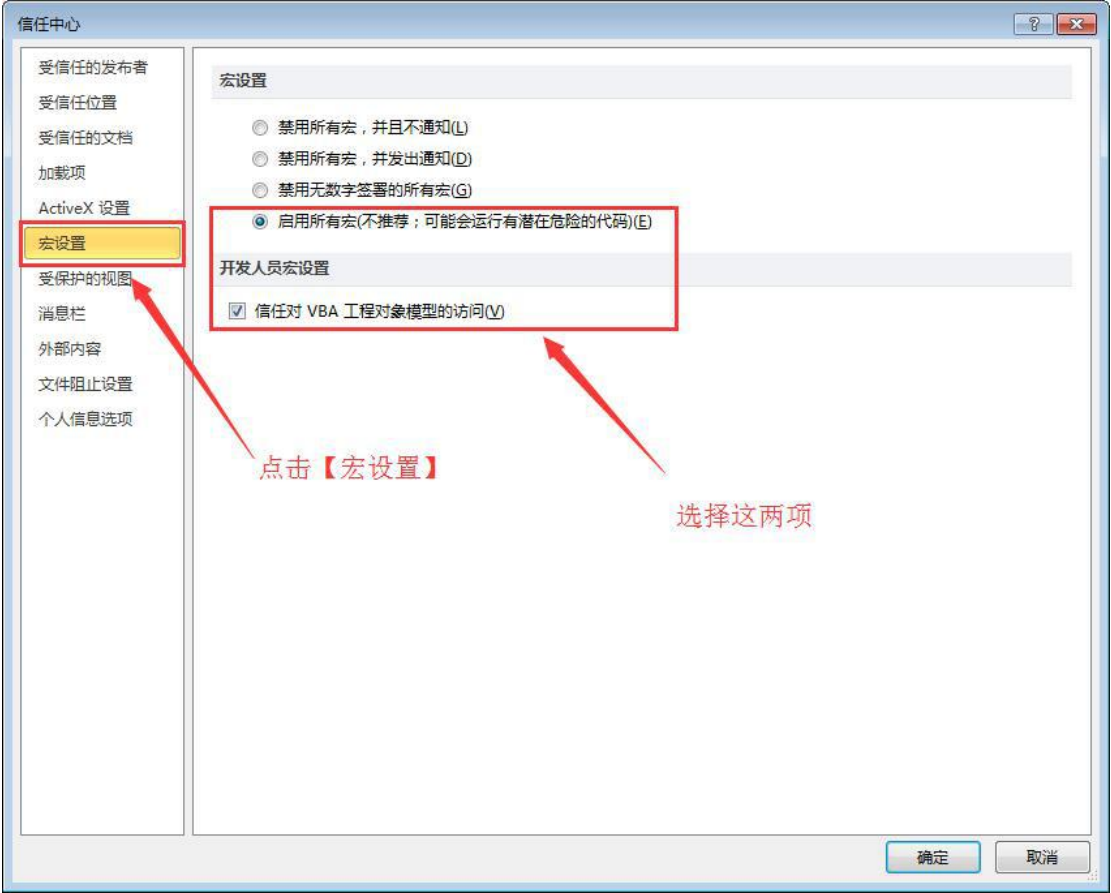 信任中心
受信任的发布者
受信任位置
受信任的文档
加载项
ActiveX 设置
宏设置
受保护的视图
消息栏
外部内容
文件阻止设置
个人信息选项
宏设置
禁用所有宏，并且不通知(L)
禁用所有宏，并发出通知(D)
禁用无数字签署的所有宏(G)
启用所有宏(不推荐；可能会运行有潜在危险的代码)(E)
开发人员宏设置
信任对 VBA 工程对象模型的访问(V)
点击【宏设置】
选择这两项
确定
取消